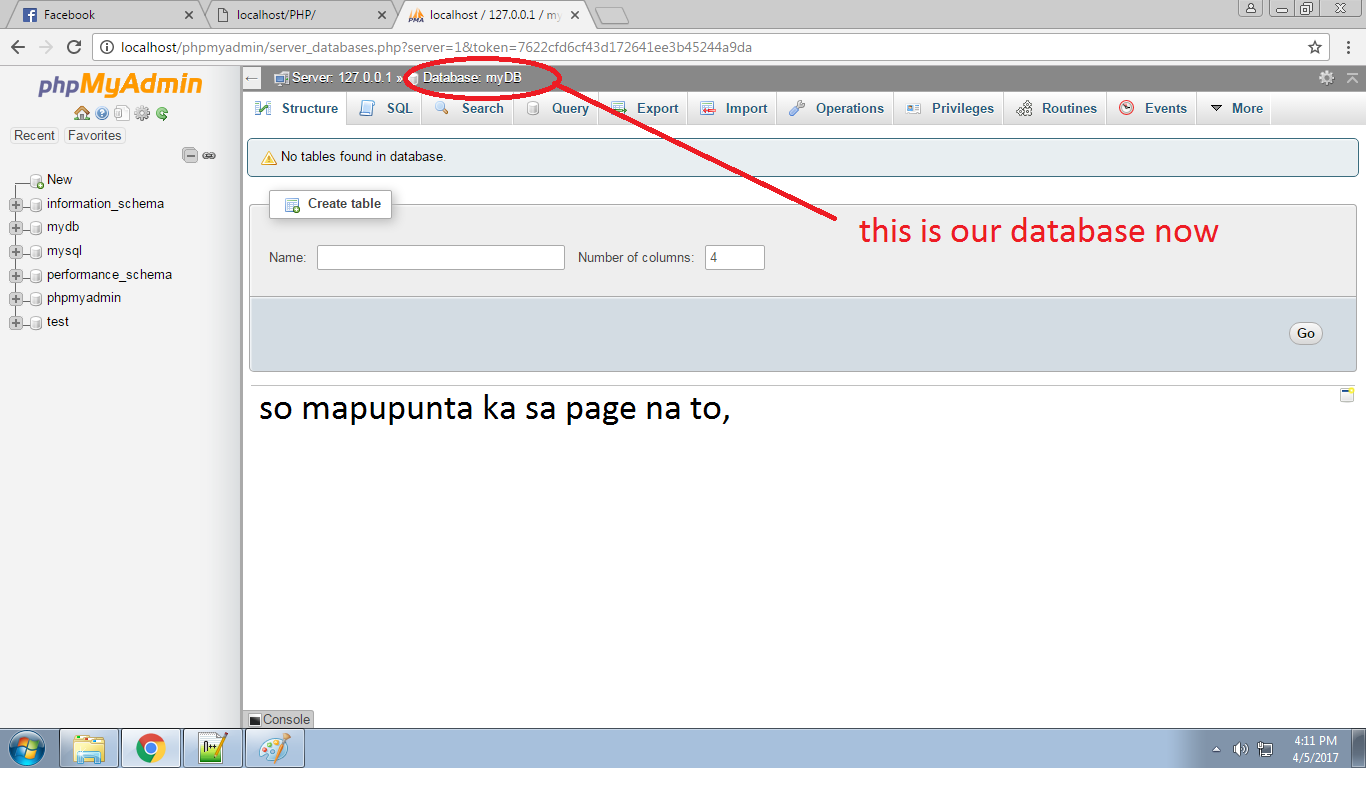 Facebook
localhost/PHP/
localhost / 127.0.0.1 / my
localhost/phpmyadmin/server_databases.php?server=1&token=7622cfd6cf43d172641ee3b45244a9da
phpMyAdmin
Recent Favorites
New
information_schema
mydb
mysql
performance_schema
phpmyadmin
test
Server: 127.0.0.1 » Database: myDB
Structure SQL Search Query Export Import Operations Privileges Routines Events More
No tables found in database.
Create table
this is our database now
Name: Number of columns: 4
Go
so mapupunta ka sa page na to,
Console
4:11 PM
4/5/2017